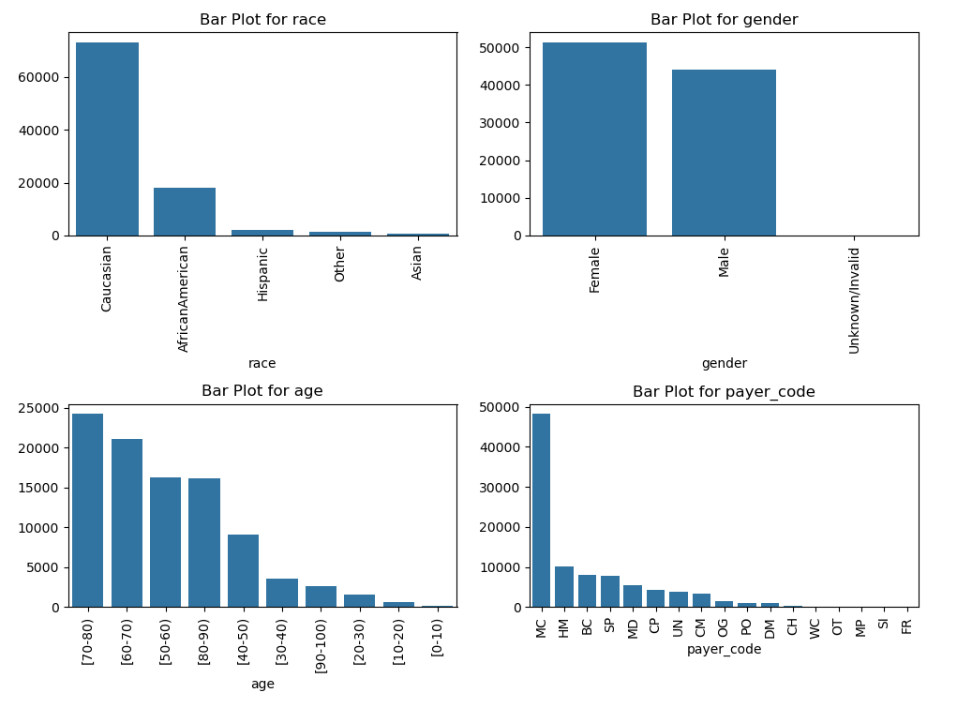 Bar Plot for race
60000
40000
20000
0
Caucasian
AfricanAmerican
Hispanic
Other
Asian
race
Bar Plot for gender
50000
40000
30000
20000
10000
0
Female
Male
Unknown/Invalid
gender
Bar Plot for age
25000
20000
15000
10000
5000
0
[70-80)
[60-70)
[50-60)
[80-90)
[40-50)
[30-40)
[90-100)
[20-30)
[10-20)
[0-10)
age
Bar Plot for payer_code
50000
40000
30000
20000
10000
0
MC
HM
BC
SP
MD
CP
UN
CM
OG
PO
DM
CH
WC
OT
MP
SI
FR
payer_code